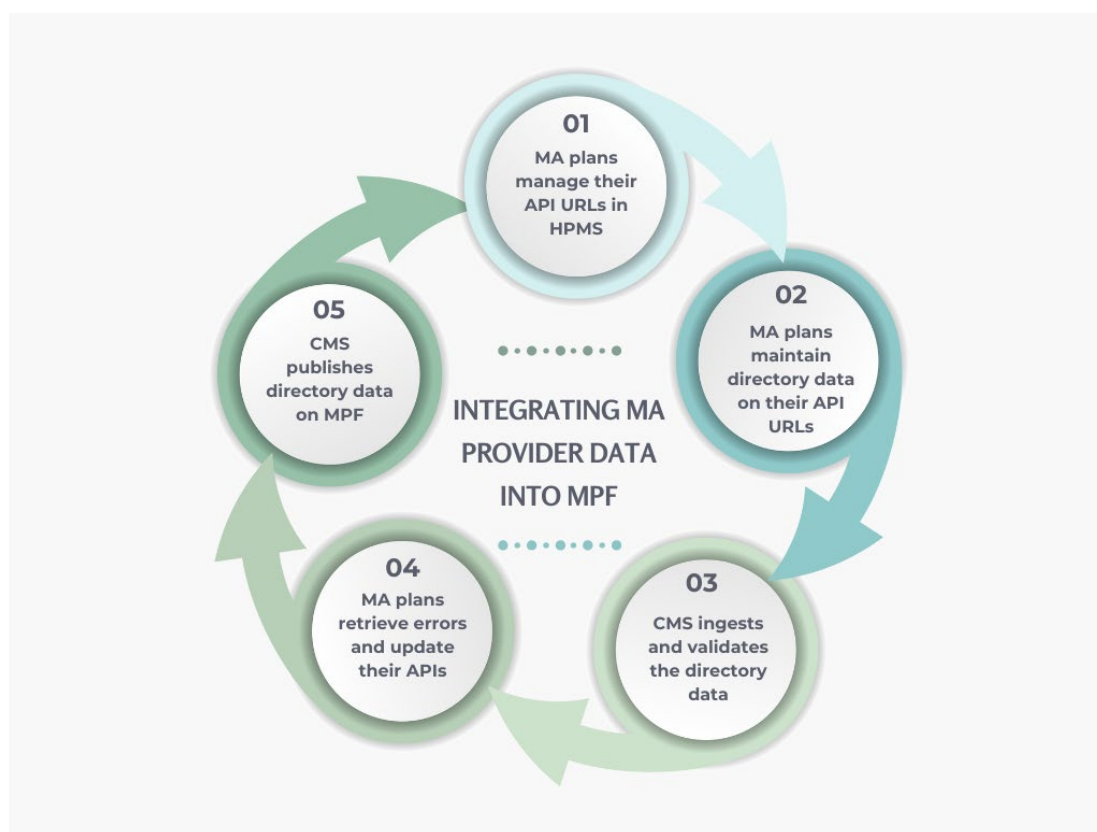 01
MA plans
manage their
API URLs in
HPMS
02
MA plans
maintain
directory data
on their API
URLs
03
CMS ingests
and validates
the directory
data
04
MA plans
retrieve errors
and update
their APIs
05
CMS
publishes
directory data
on MPF
INTEGRATING MA
PROVIDER DATA
INTO MPF